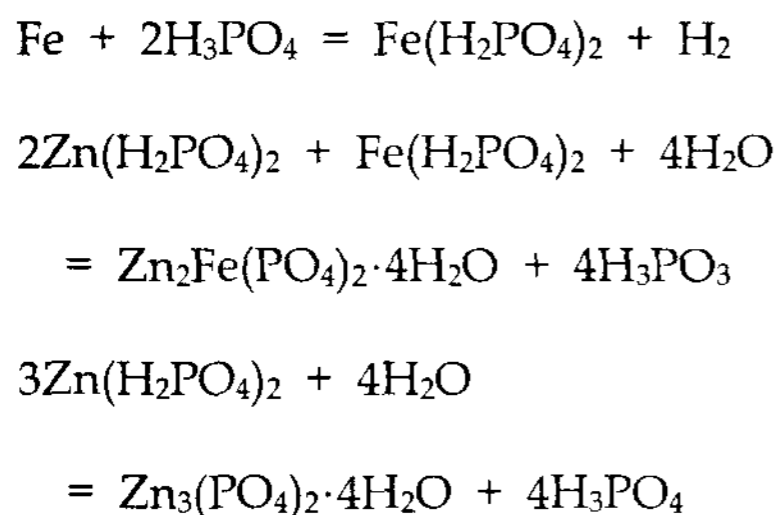 Fe + 2H₃PO₄ = Fe(H₂PO₄)₂ + H₂
2Zn(H₂PO₄)₂ + Fe(H₂PO₄)₂ + 4H₂O
= Zn₂Fe(PO₄)₂·4H₂O + 4H₃PO₃
3Zn(H₂PO₄)₂ + 4H₂O
= Zn₃(PO₄)₂·4H₂O + 4H₃PO₄